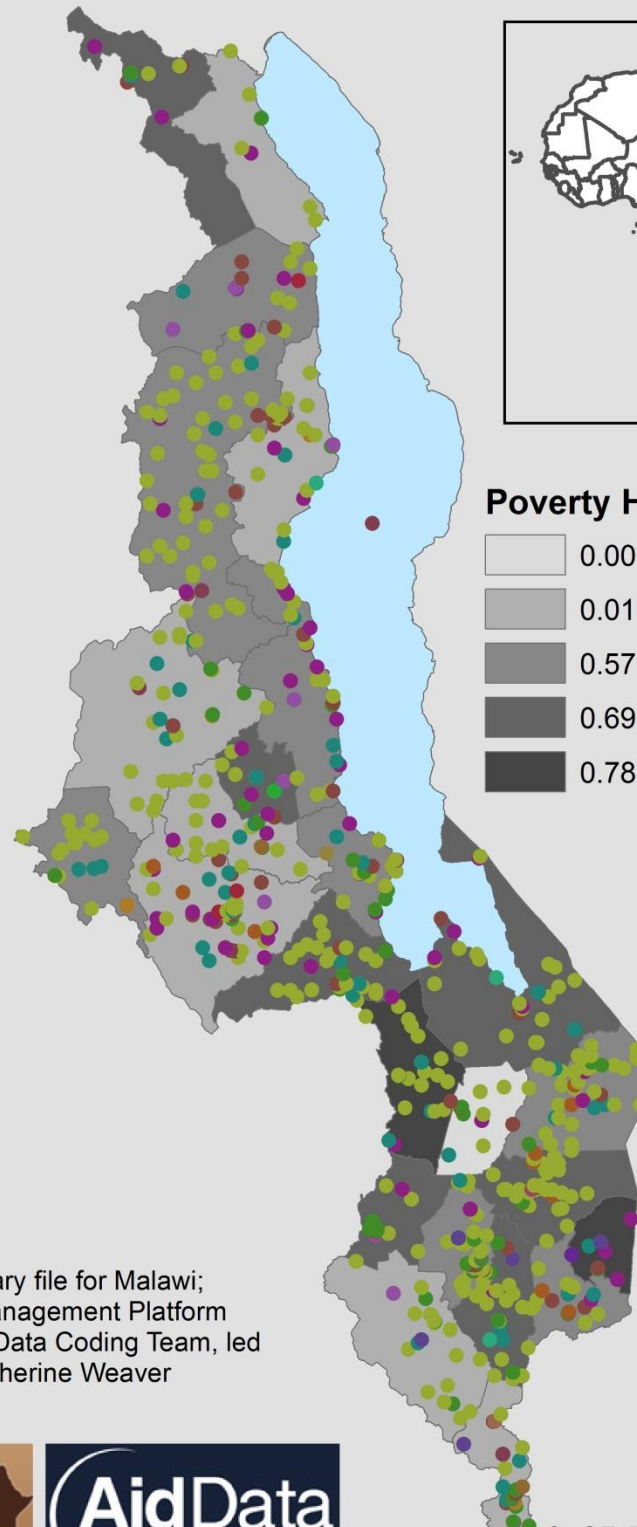 Poverty H
0.00
0.01
0.57
0.69
0.78
ary file for Malawi;
anagement Platform
Data Coding Team, led
herine Weaver
AidData